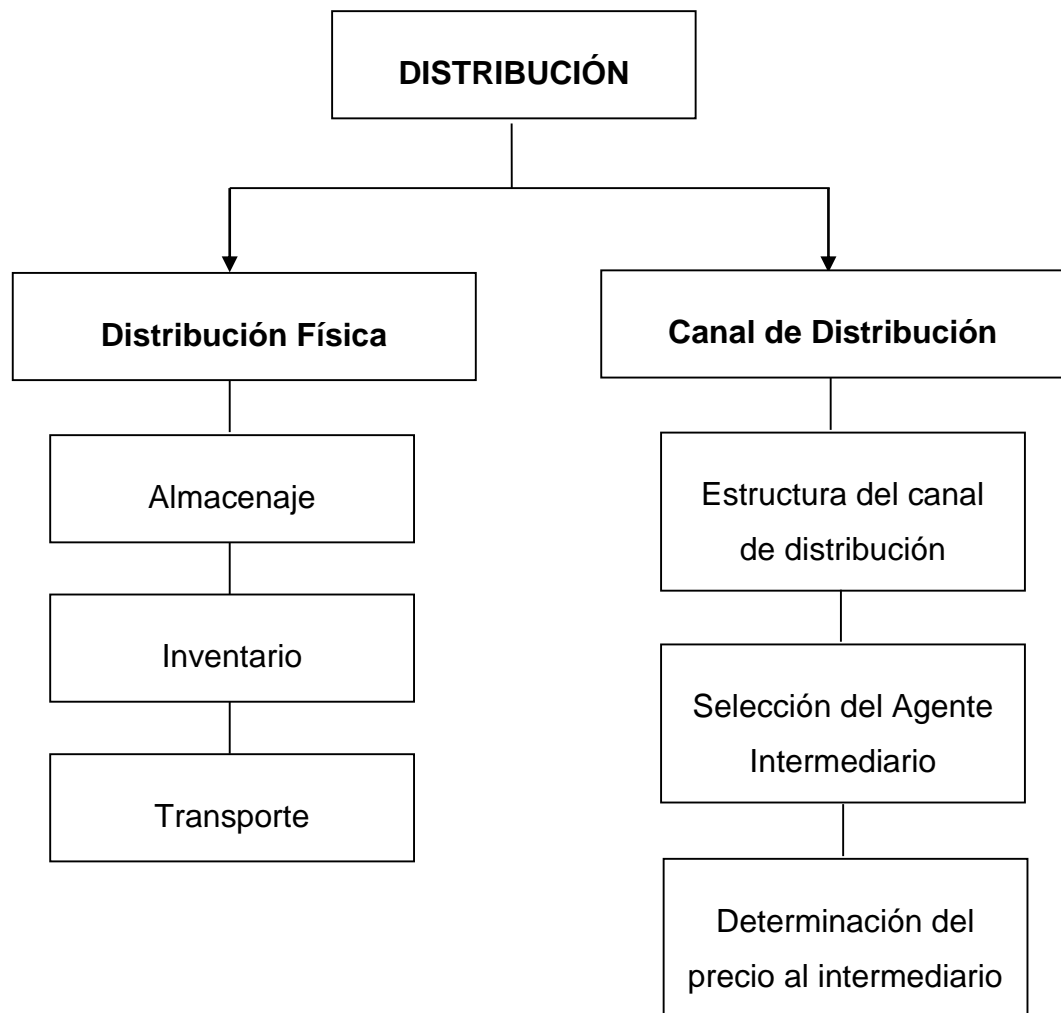 DISTRIBUCIÓN
Distribución Física
Canal de Distribución
Almacenaje
Inventario
Transporte
Estructura del canal
de distribución
Selección del Agente
Intermediario
Determinación del
precio al intermediario